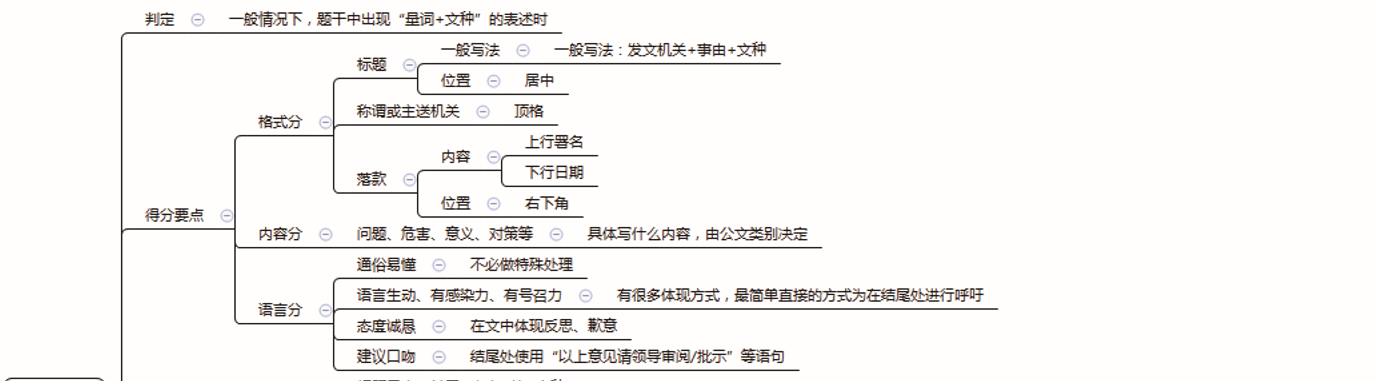 判定 一般情况下，题干中出现“量词+文种”的表述时
一般写法 一般写法：发文机关+事由+文种
标题
位置 居中
称谓或主送机关 顶格
格式分
上行署名
内容
下行日期
落款
位置 右下角
得分要点
内容分 问题、危害、意义、对策等 具体写什么内容，由公文类别决定
通俗易懂 不必做特殊处理
语言生动、有感染力、有号召力 有很多体现方式，最简单直接的方式为在结尾处进行呼吁
语言分
态度诚恳 在文中体现反思、歉意
建议口吻 结尾处使用“以上意见请领导审阅/批示”等语句